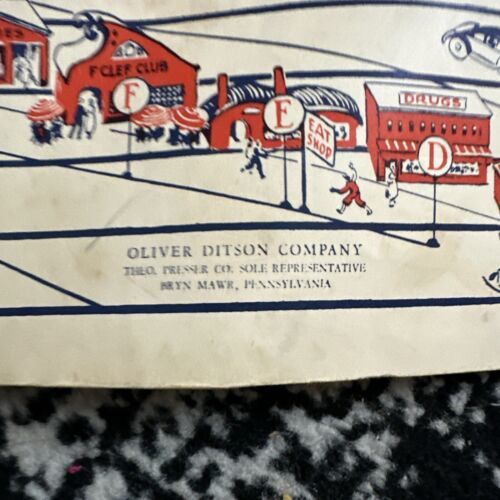 ES
F CLEF CLUB
F
E
EAT
SHOP
DRUGS
D
OLIVER DITSON COMPANY
THEO. PRESSER CO. SOLE REPRESENTATIVE
BRYN MAWR, PENNSYLVANIA